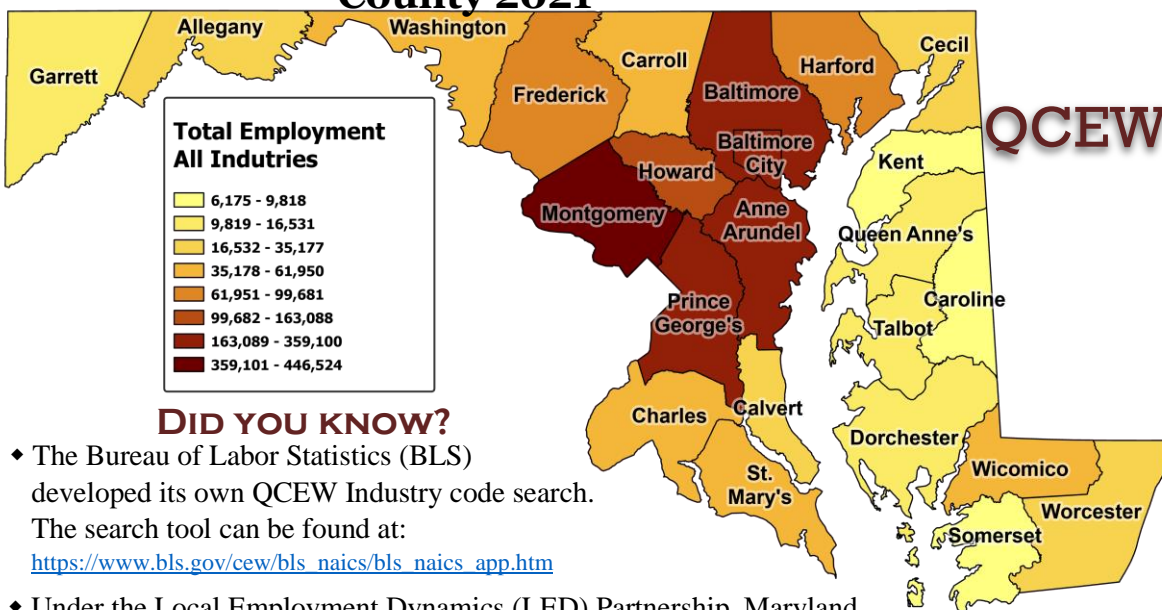 County 2021
Allegany
Washington
Cecil
Garrett
Carroll
Harford
Frederick
Baltimore
QCEW
Total Employment
All Indutries
6,175 - 9,818
9,819 - 16,531
16,532 - 35,177
35,178 - 61,950
61,951 - 99,681
99,682 - 163,088
163,089 - 359,100
359,101 - 446,524
Baltimore
City
Kent
Howard
Montgomery
Anne
Arundel
Queen Anne's
Prince
George's
Caroline
Talbot
Charles
Calvert
Dorchester
St.
Mary's
Wicomico
Worcester
Somerset
DID YOU KNOW?
◆ The Bureau of Labor Statistics (BLS)
developed its own QCEW Industry code search.
The search tool can be found at:
https://www.bls.gov/cew/bls_naics/bls_naics_app.htm
◆ Under the Local Employment Dynamics (LED) Partnership, Maryland